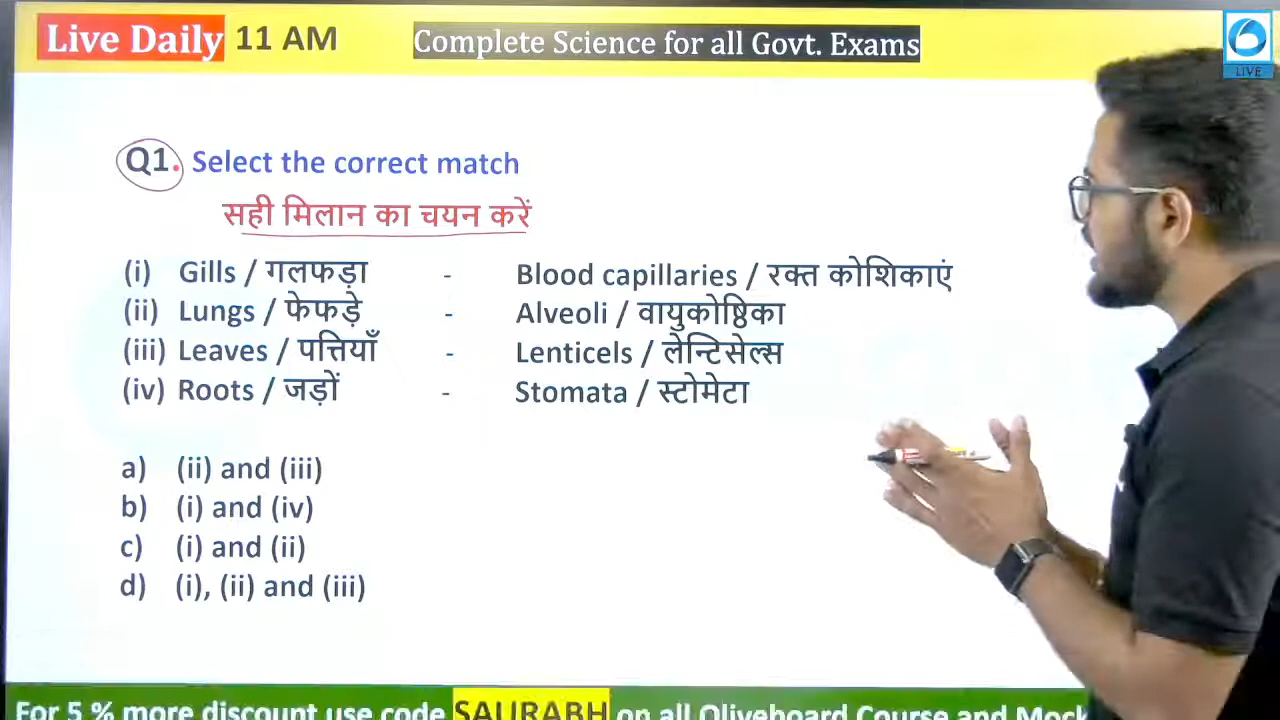 Live Daily 11 AM Complete Science for all Govt. Exams
LIVE
Q1. Select the correct match
सही मिलान का चयन करें
(i) Gills / गलफड़ा - Blood capillaries / रक्त कोशिकाएं
(ii) Lungs / फेफड़े - Alveoli / वायुकोष्ठिका
(iii) Leaves / पत्तियाँ - Lenticels / लेन्टिसेल्स
(iv) Roots / जड़ों - Stomata / स्टोमेटा
a) (ii) and (iii)
b) (i) and (iv)
c) (i) and (ii)
d) (i), (ii) and (iii)
For 5 % more discount use code SAURABH on all Oliveboard Course and Mock